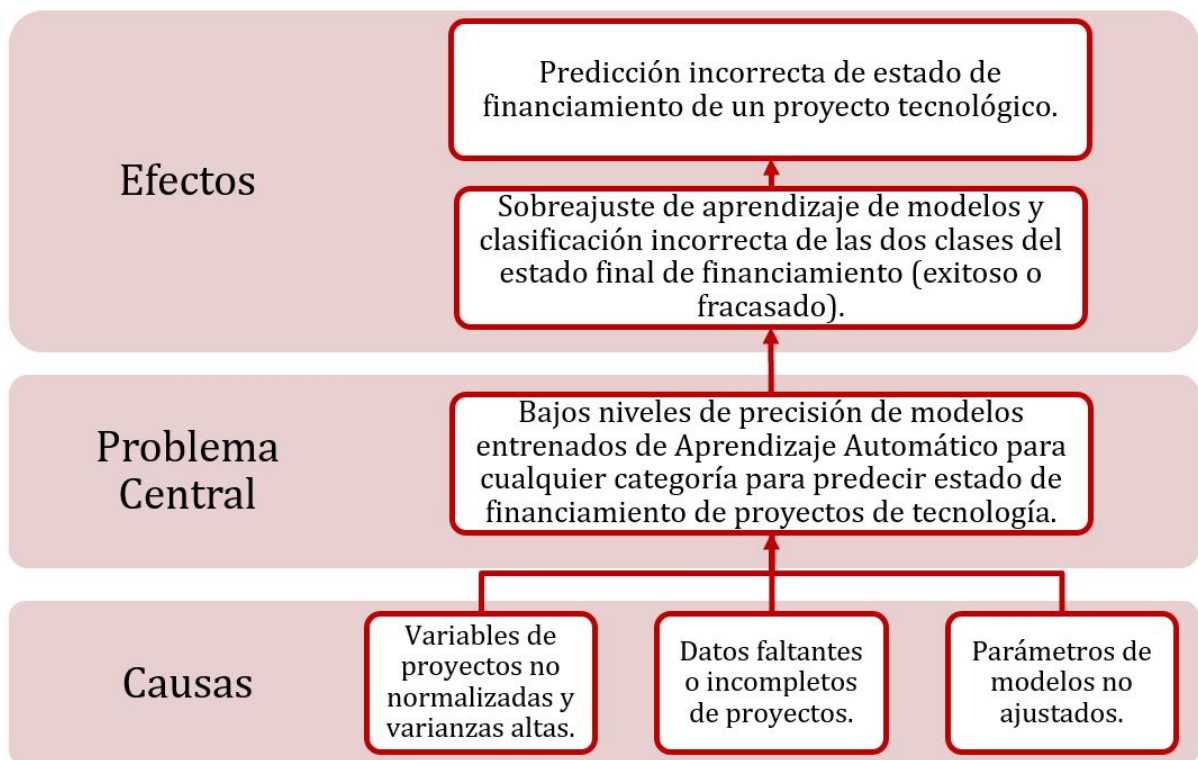 Efectos
Predicción incorrecta de estado de
financiamiento de un proyecto tecnológico.
Sobreajuste de aprendizaje de modelos y
clasificación incorrecta de las dos clases del
estado final de financiamiento (exitoso o
fracasado).
Problema
Central
Bajos niveles de precisión de modelos
entrenados de Aprendizaje Automático para
cualquier categoría para predecir estado de
financiamiento de proyectos de tecnología.
Causas
Variables de
proyectos no
normalizadas y
varianzas altas.
Datos faltantes
o incompletos
de proyectos.
Parámetros de
modelos no
ajustados.